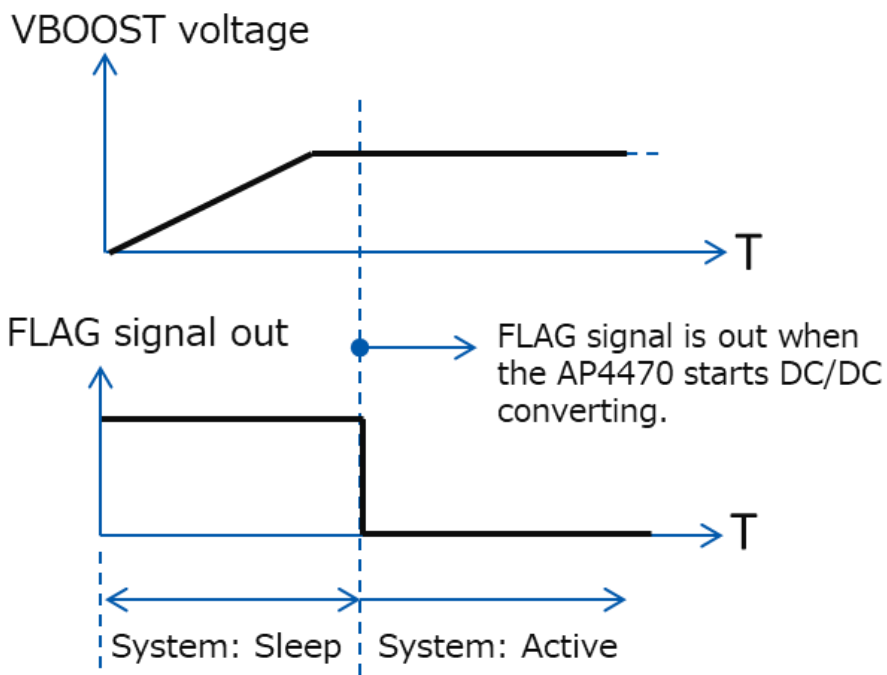 VBOOST voltage
T
FLAG signal out
FLAG signal is out when
the AP4470 starts DC/DC
converting.
T
System: Sleep
System: Active